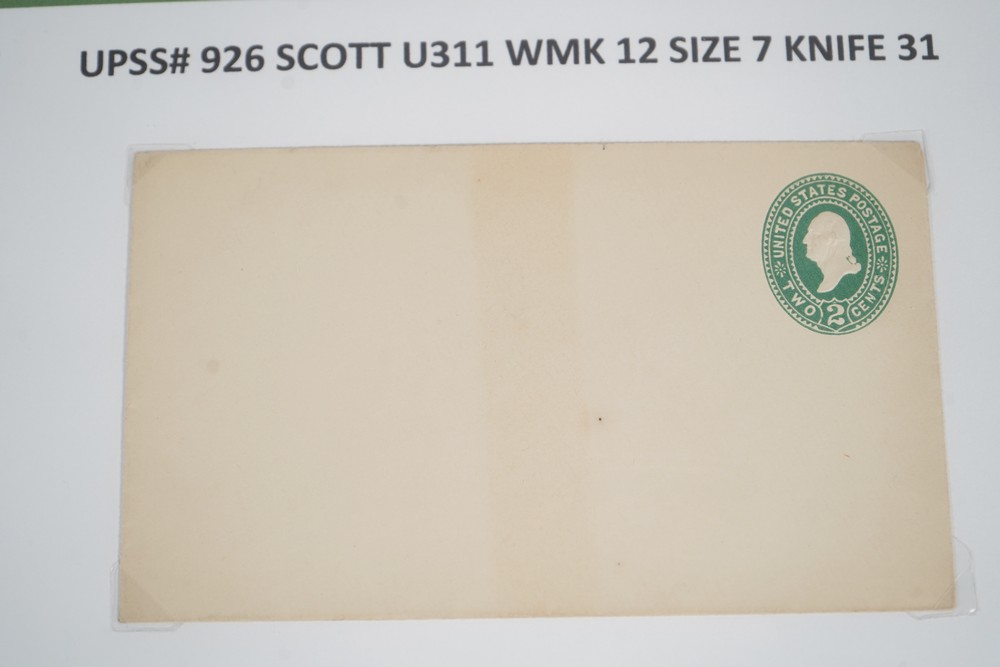 UPSS# 926 SCOTT U311 WMK 12 SIZE 7 KNIFE 31
UNITED STATES POSTAGE
TWO 2 CENTS